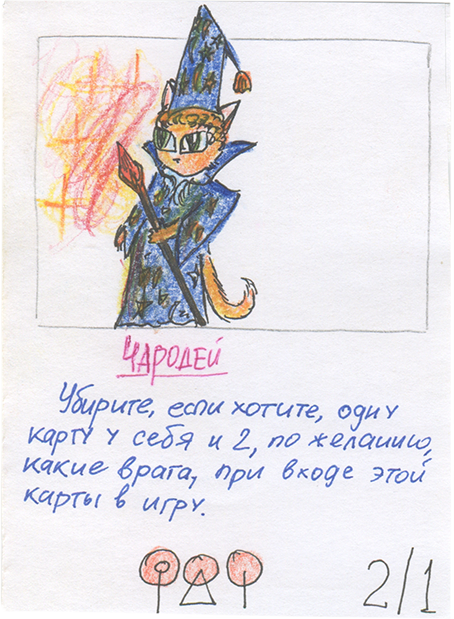 ЧАРОДЕЙ
Убирите, если хотите, одну
карту у себя и 2, по желанию,
какие врага, при входе этой
карты в игру.
2/1